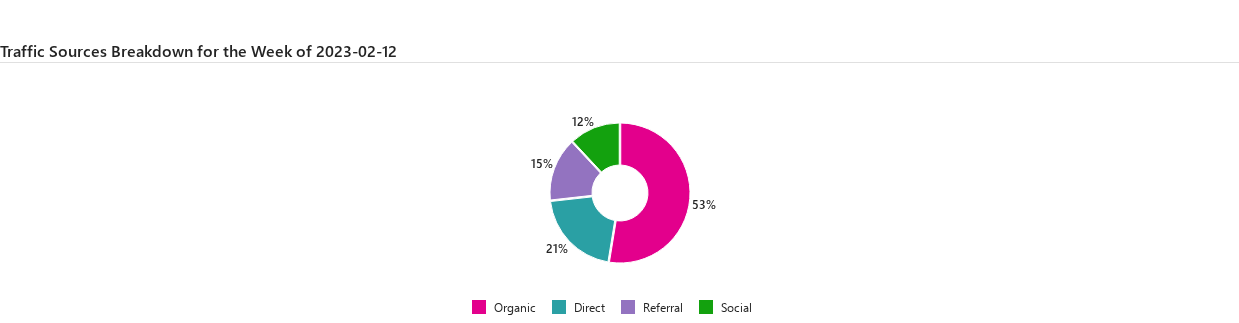 Traffic Sources Breakdown for the Week of 2023-02-12
12%
15%
53%
21%
Organic Direct Referral Social